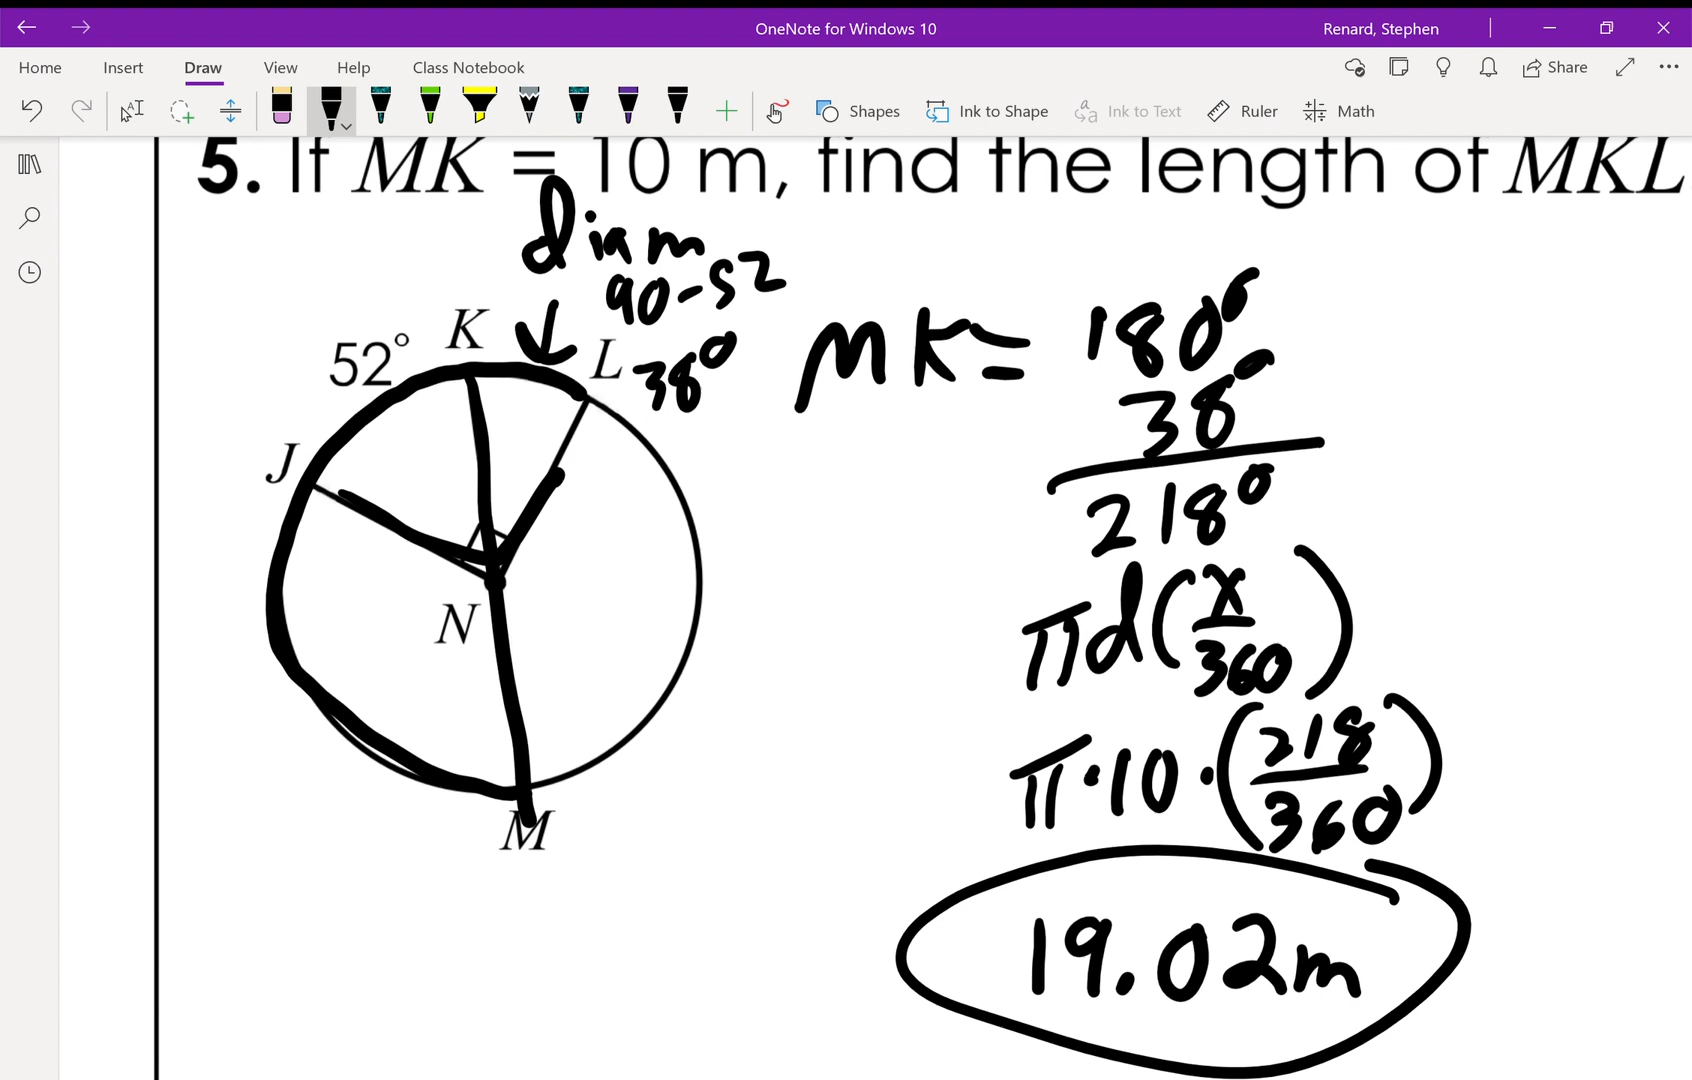 OneNote for Windows 10
Renard, Stephen
Home Insert Draw View Help Class Notebook
Share
Shapes Ink to Shape Ink to Text Ruler Math
5. If MK = 10 m, find the length of MKL
Diam
90-52
38°
52° K L
J
N
M
MK= 180°
38°
218°
πd(x/360)
π·10·(218/360)
19.02m